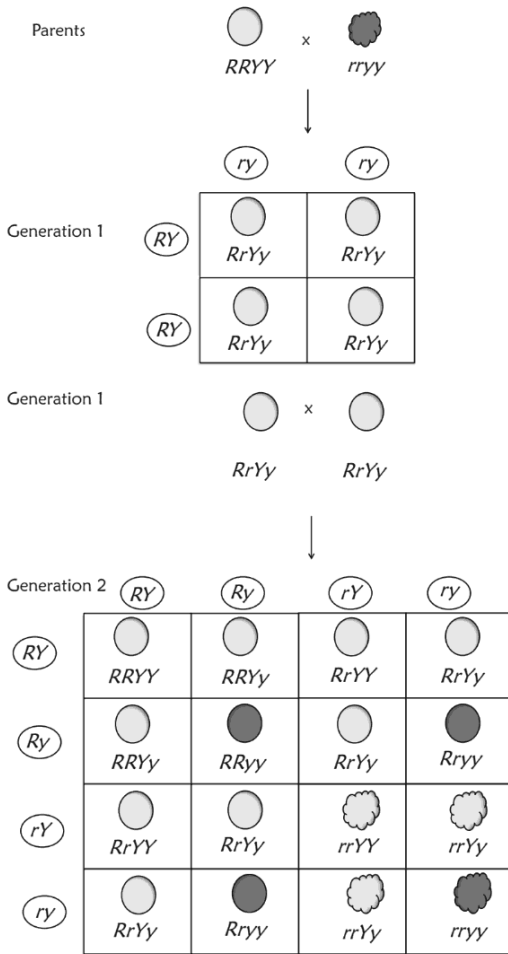 Parents
x
RRYY rryy
ry ry
Generation 1
RY
RrYy RrYy
RY
RrYy RrYy
Generation 1
x
RrYy RrYy
Generation 2
RY Ry rY ry
RY
RRYY RRYy RrYY RrYy
Ry
RRYy RRyy RrYy Rryy
rY
RrYY RrYy rrYY rrYy
ry
RrYy Rryy rrYy rryy